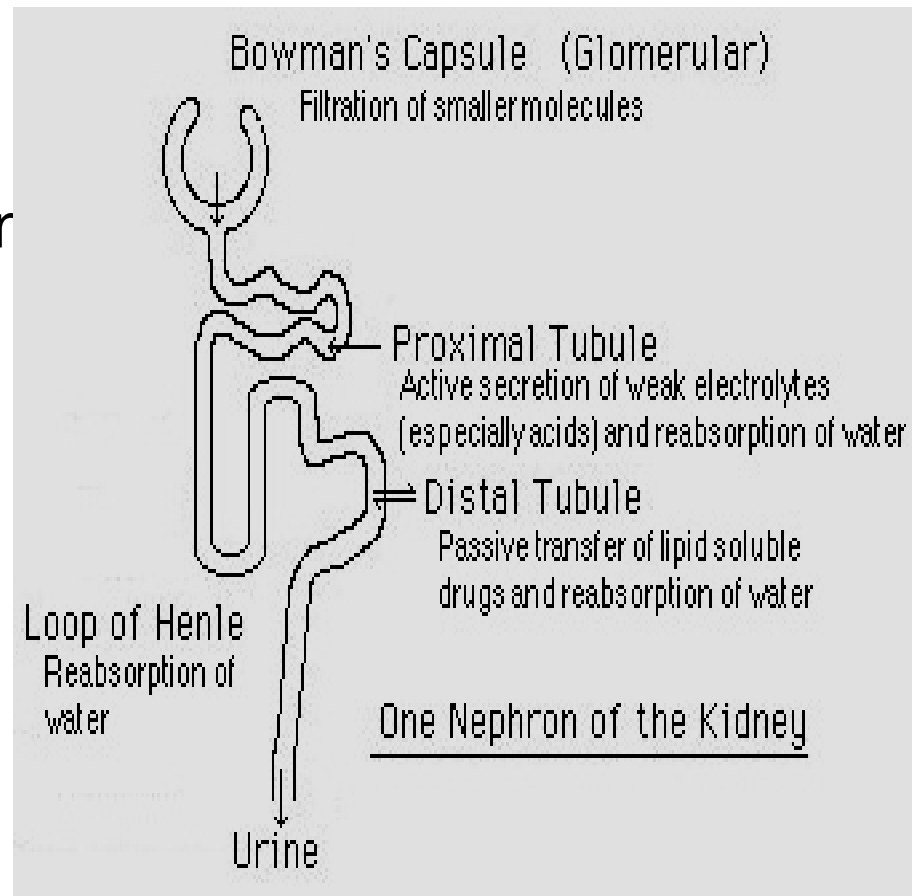 Bowman's Capsule (Glomerular)
Filtration of smaller molecules
r
Proximal Tubule
Active secretion of weak electrolytes
(especially acids) and reabsorption of water
Distal Tubule
Passive transfer of lipid soluble
drugs and reabsorption of water
Loop of Henle
Reabsorption of
water
One Nephron of the Kidney
Urine